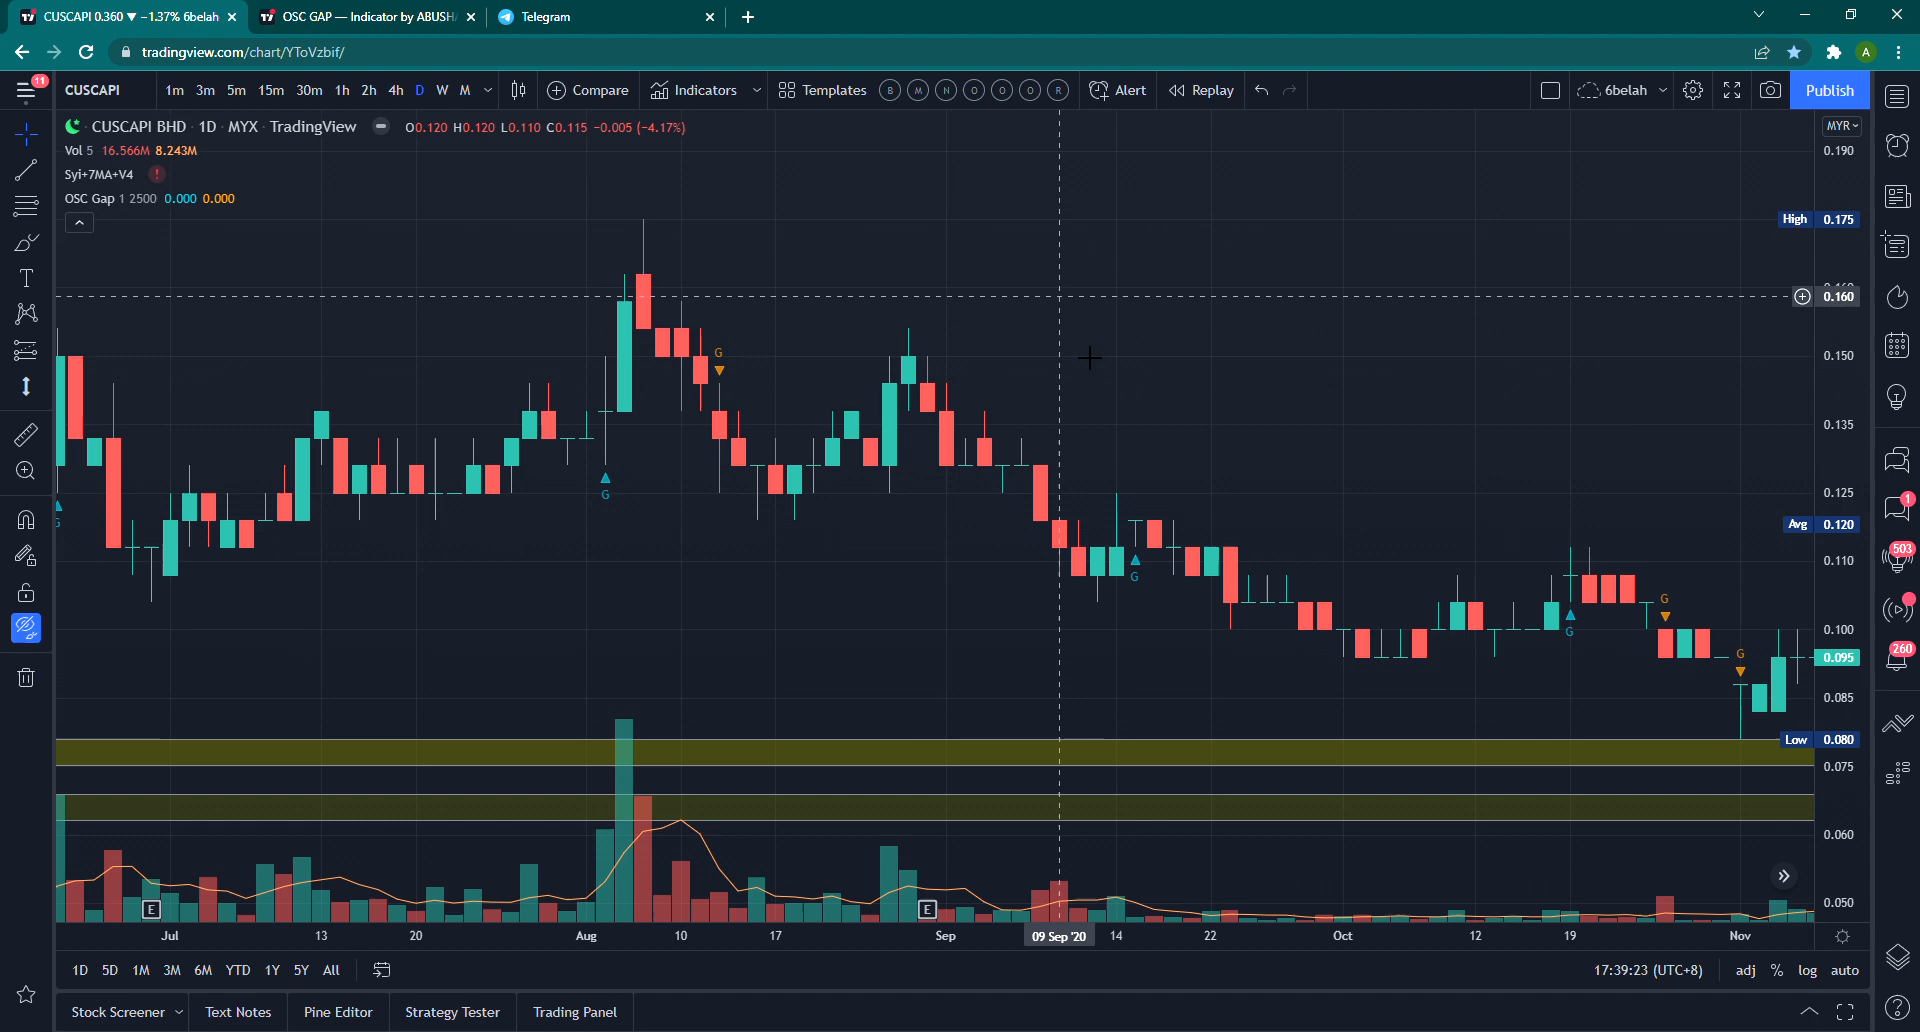 CUSCAPI 0.360 ▼ −1.37% 6belah
OSC GAP — Indicator by ABUSHA
Telegram
tradingview.com/chart/YToVzbif/
A
11
CUSCAPI
1m 3m 5m 15m 30m 1h 2h 4h D W M
Compare
Indicators
Templates
B M N O O O R
Alert
Replay
6belah
Publish
CUSCAPI BHD · 1D · MYX · TradingView
O0.120 H0.120 L0.110 C0.115 −0.005 (−4.17%)
MYR
Vol 5 16.566M 8.243M
0.190
Syi+7MA+V4 !
OSC Gap 1 2500 0.000 0.000
High 0.175
0.160
G
0.150
0.135
G
0.125
G
Avg 0.120
0.110
G
G
G
0.100
G
0.095
0.085
Low 0.080
0.075
0.060
0.050
E
E
1
503
260
Jul 13 20 Aug 10 17 Sep 09 Sep '20 14 22 Oct 12 19 Nov
1D 5D 1M 3M 6M YTD 1Y 5Y All
17:39:23 (UTC+8)
adj % log auto
Stock Screener
Text Notes
Pine Editor
Strategy Tester
Trading Panel